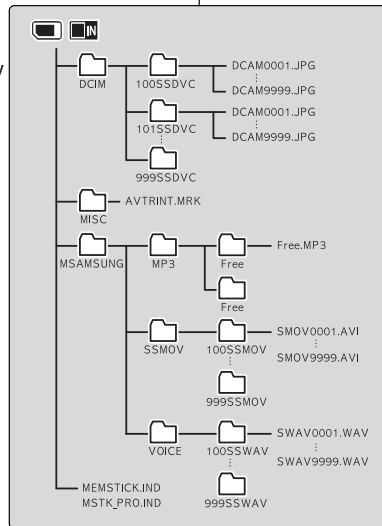 y
IN
DCIM
100SSDVC
DCAM0001.JPG
DCAM9999.JPG
101SSDVC
DCAM0001.JPG
DCAM9999.JPG
999SSDVC
MISC
AVTRINT.MRK
MSAMSUNG
MP3
Free
Free.MP3
Free
SSMOV
100SSMOV
SMOV0001.AVI
SMOV9999.AVI
999SSMOV
VOICE
100SSWAV
SWAV0001.WAV
SWAV9999.WAV
999SSWAV
MEMSTICK.IND
MSTK_PRO.IND